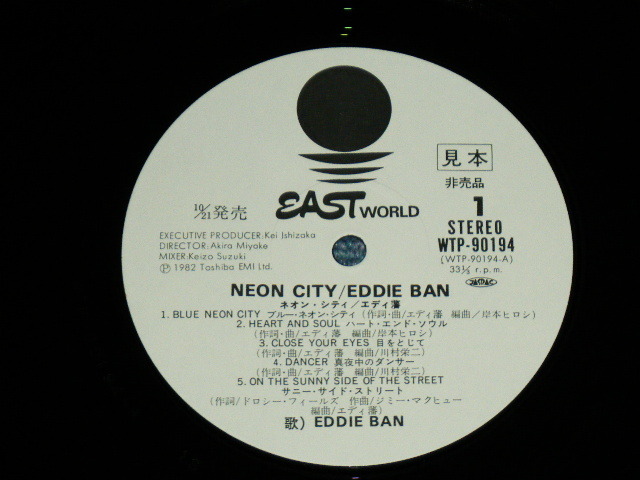 見本
非売品
10/21発売
EAST WORLD
1
STEREO
WTP-90194
(WTP-90194-A)
33⅓ r.p.m.
JASRAC
EXECUTIVE PRODUCER:Kei Ishizaka
DIRECTOR:Akira Miyake
MIXER:Keizo Suzuki
Ⓟ 1982 Toshiba EMI Ltd.
NEON CITY/EDDIE BAN
ネオン・シティ/エディ藩
1. BLUE NEON CITY ブルー・ネオン・シティ (作詞・曲/エディ藩 編曲/岸本ヒロシ)
2. HEART AND SOUL ハート・エンド・ソウル
(作詞・曲/エディ藩 編曲/岸本ヒロシ)
3. CLOSE YOUR EYES 目をとじて
(作詞・曲/エディ藩 編曲/川村栄二)
4. DANCER 真夜中のダンサー
(作詞・曲/エディ藩 編曲/川村栄二)
5. ON THE SUNNY SIDE OF THE STREET
サニー・サイド・ストリート
(作詞/ドロシー・フィールズ 作曲/ジミー・マクヒュー
編曲/エディ藩)
歌) EDDIE BAN